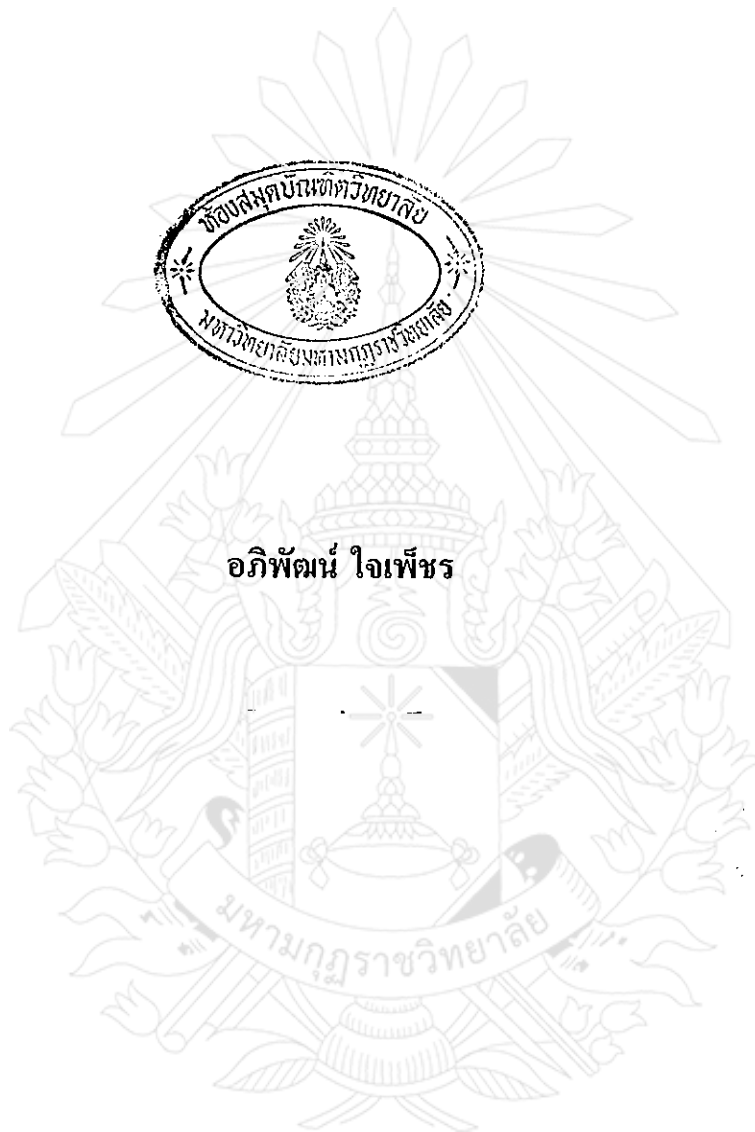 ห้องสมุดบัณฑิตวิทยาลัย
มหาวิทยาลัยมหามกุฏราชวิทยาลัย
อภิพัฒน์ ใจเพ็ชร
มหามกุฏราชวิทยาลัย